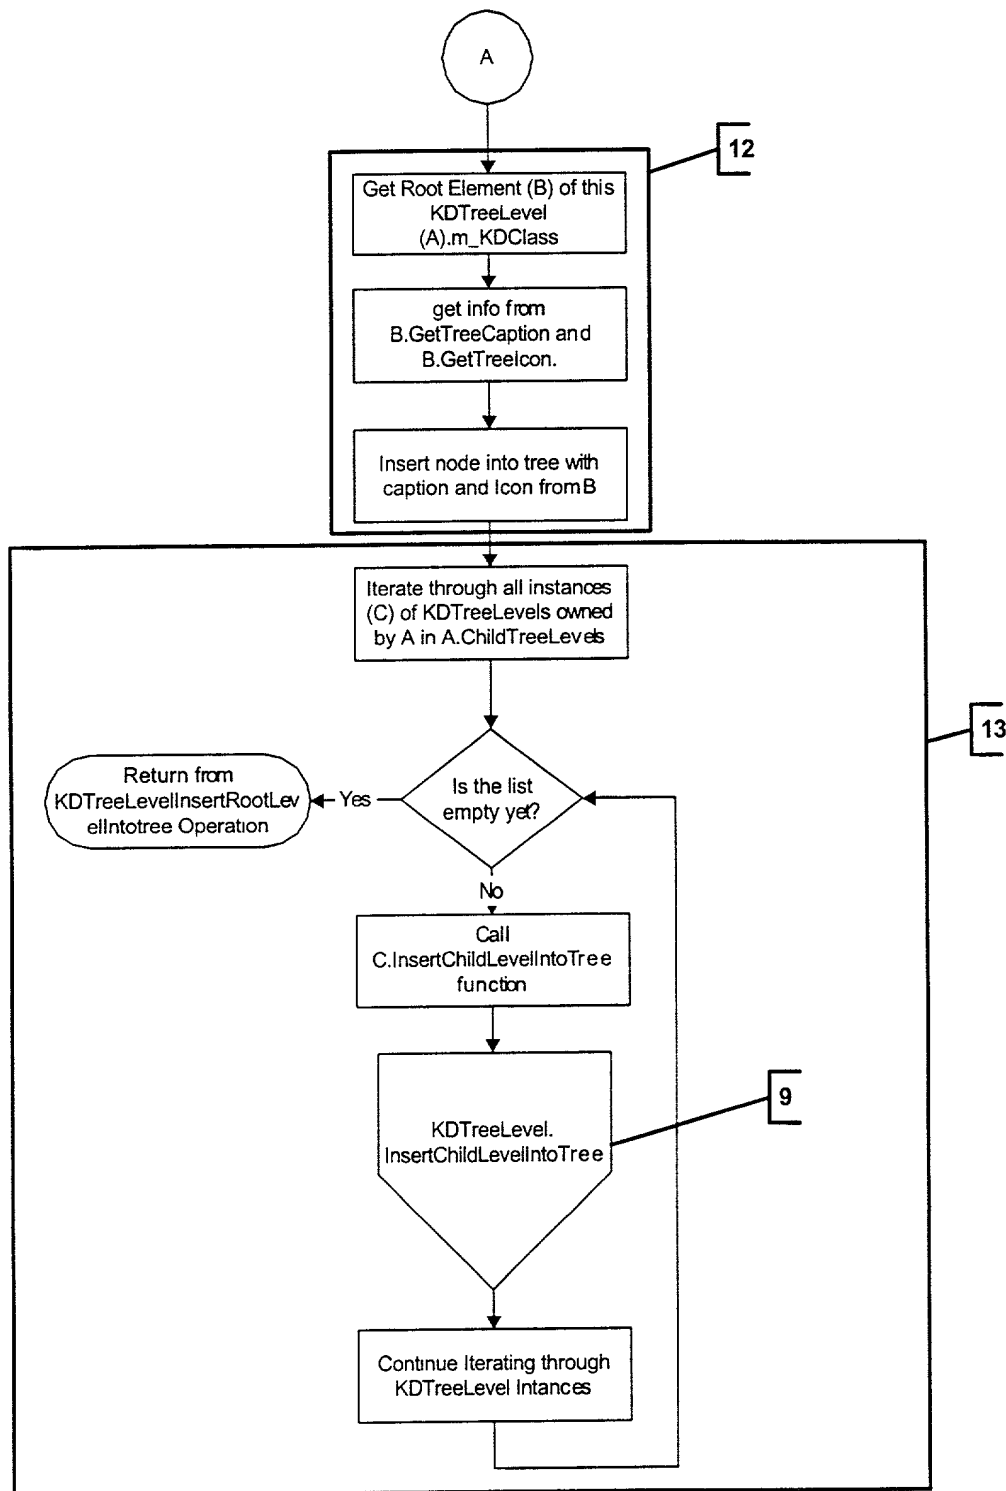 A
12
Get Root Element (B) of this
KDTreeLevel
(A).m_KDClass
get info from
B.GetTreeCaption and
B.GetTreeIcon.
Insert node into tree with
caption and Icon from B
Iterate through all instances
(C) of KDTreeLevels owned
by A in A.ChildTreeLevels
13
Return from
KDTreeLevelInsertRootLev
elIntotree Operation
Yes
Is the list
empty yet?
No
Call
C.InsertChildLevelIntoTree
function
9
KDTreeLevel.
InsertChildLevelIntoTree
Continue Iterating through
KDTreeLevel Intances